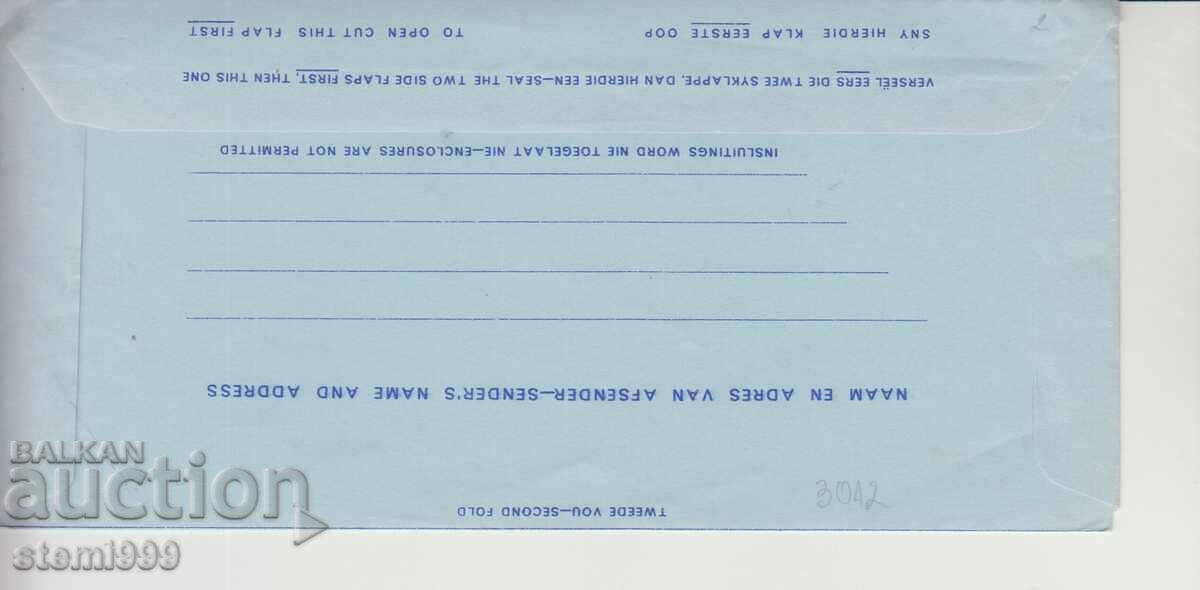 TWEEDE VOU—SECOND FOLD
NAAM EN ADRES VAN AFSENDER—SENDER'S NAME AND ADDRESS
INSLUITINGS WORD NIE TOEGELAAT NIE—ENCLOSURES ARE NOT PERMITTED
VERSEËL EERS DIE TWEE SYKLAPPE, DAN HIERDIE EEN—SEAL THE TWO SIDE FLAPS FIRST, THEN THIS ONE
SNY HIERDIE KLAP EERSTE OOP TO OPEN CUT THIS FLAP FIRST
2
3042
BALKAN
auction
stemi999